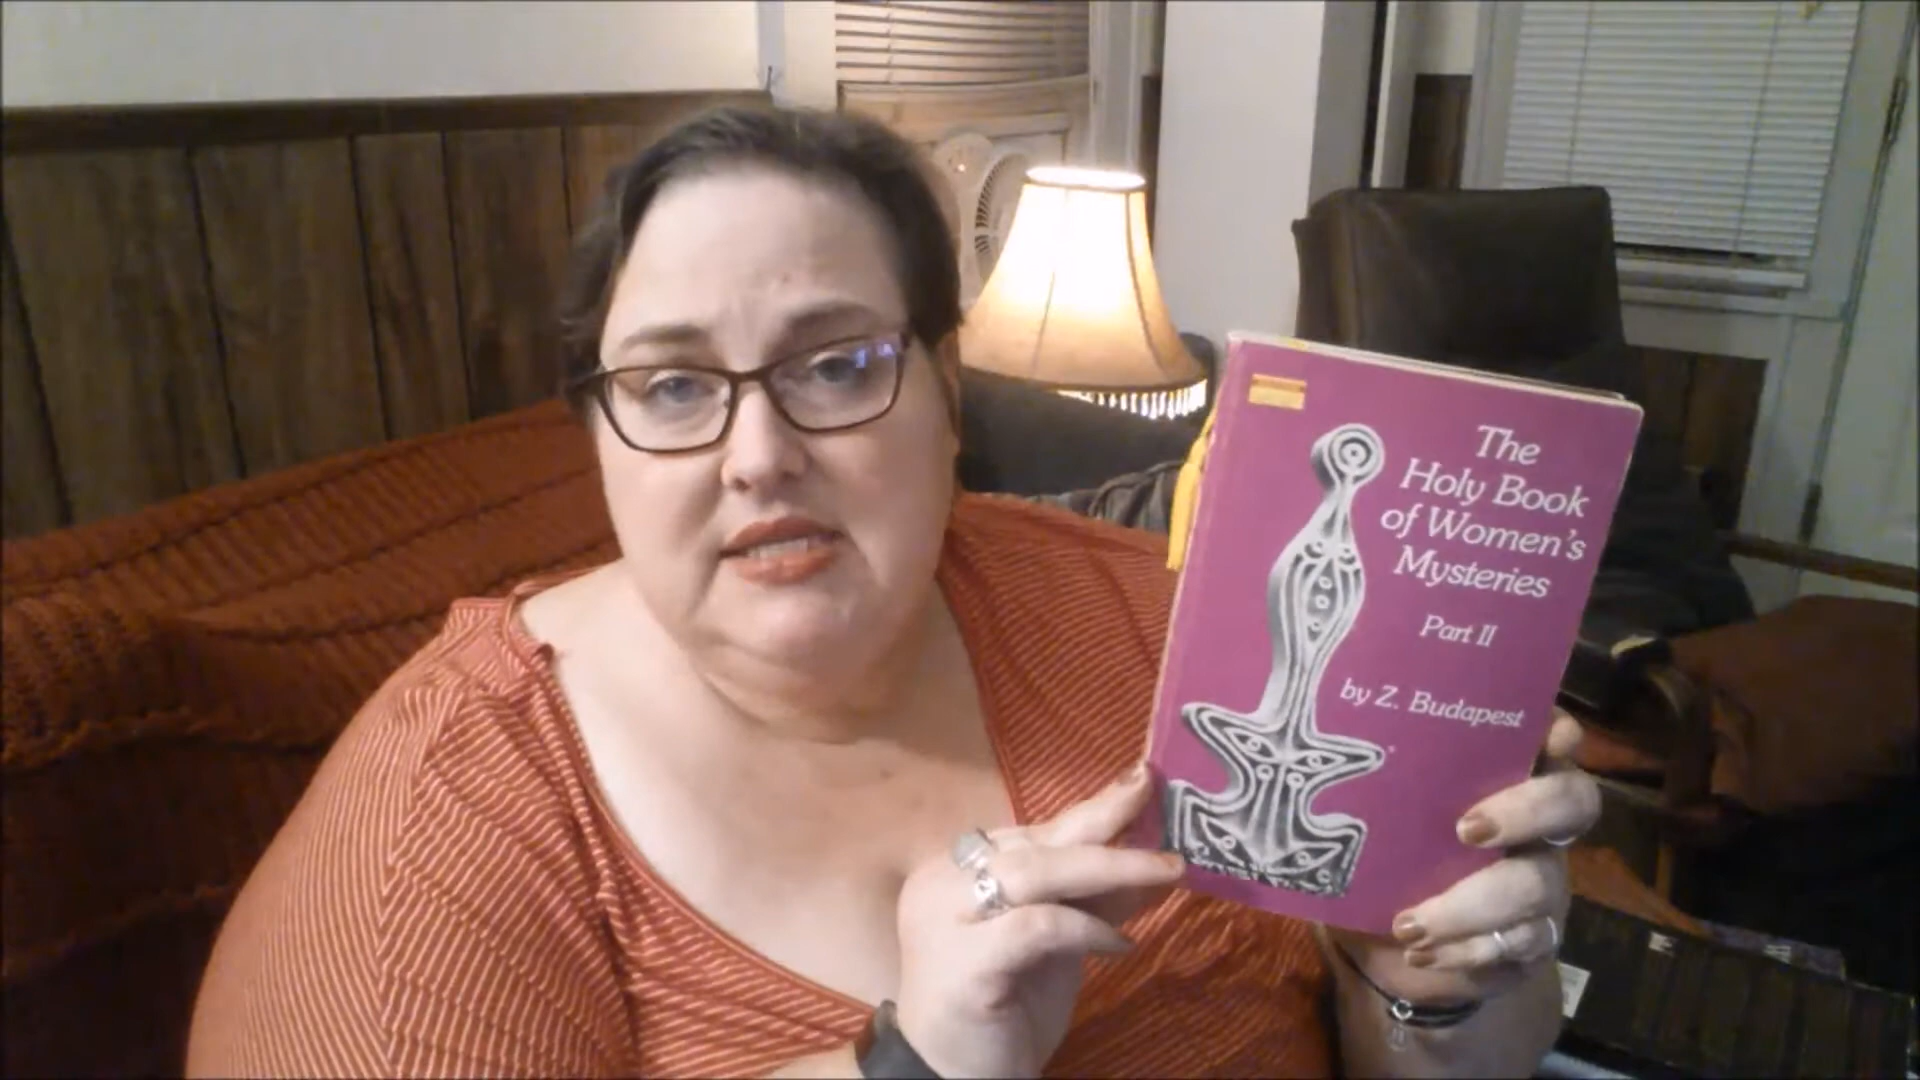 The
Holy Book
of Women's
Mysteries
Part II
by Z. Budapest